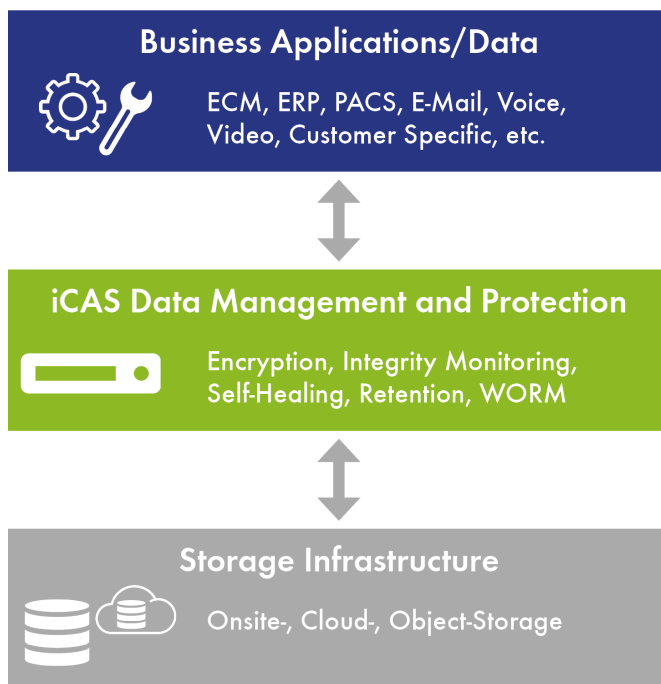 Business Applications/Data
ECM, ERP, PACS, E-Mail, Voice,
Video, Customer Specific, etc.
iCAS Data Management and Protection
Encryption, Integrity Monitoring,
Self-Healing, Retention, WORM
Storage Infrastructure
Onsite-, Cloud-, Object-Storage